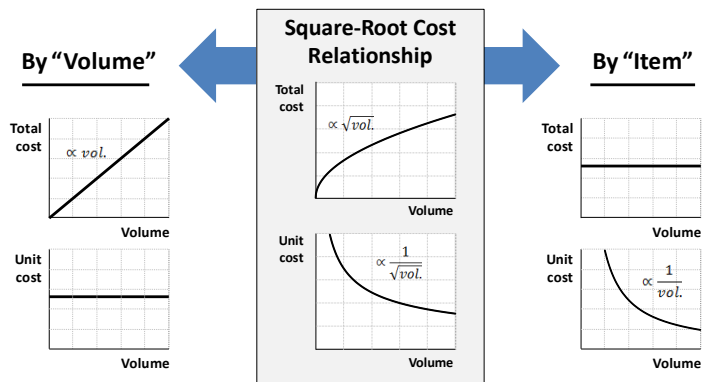 Square-Root Cost
Relationship
By “Volume”
Total
cost
∝ vol.
Volume
Unit
cost
Volume
Total
cost
∝ √vol.
Volume
Unit
cost
∝ 1/√vol.
Volume
By “Item”
Total
cost
Volume
Unit
cost
∝ 1/vol.
Volume